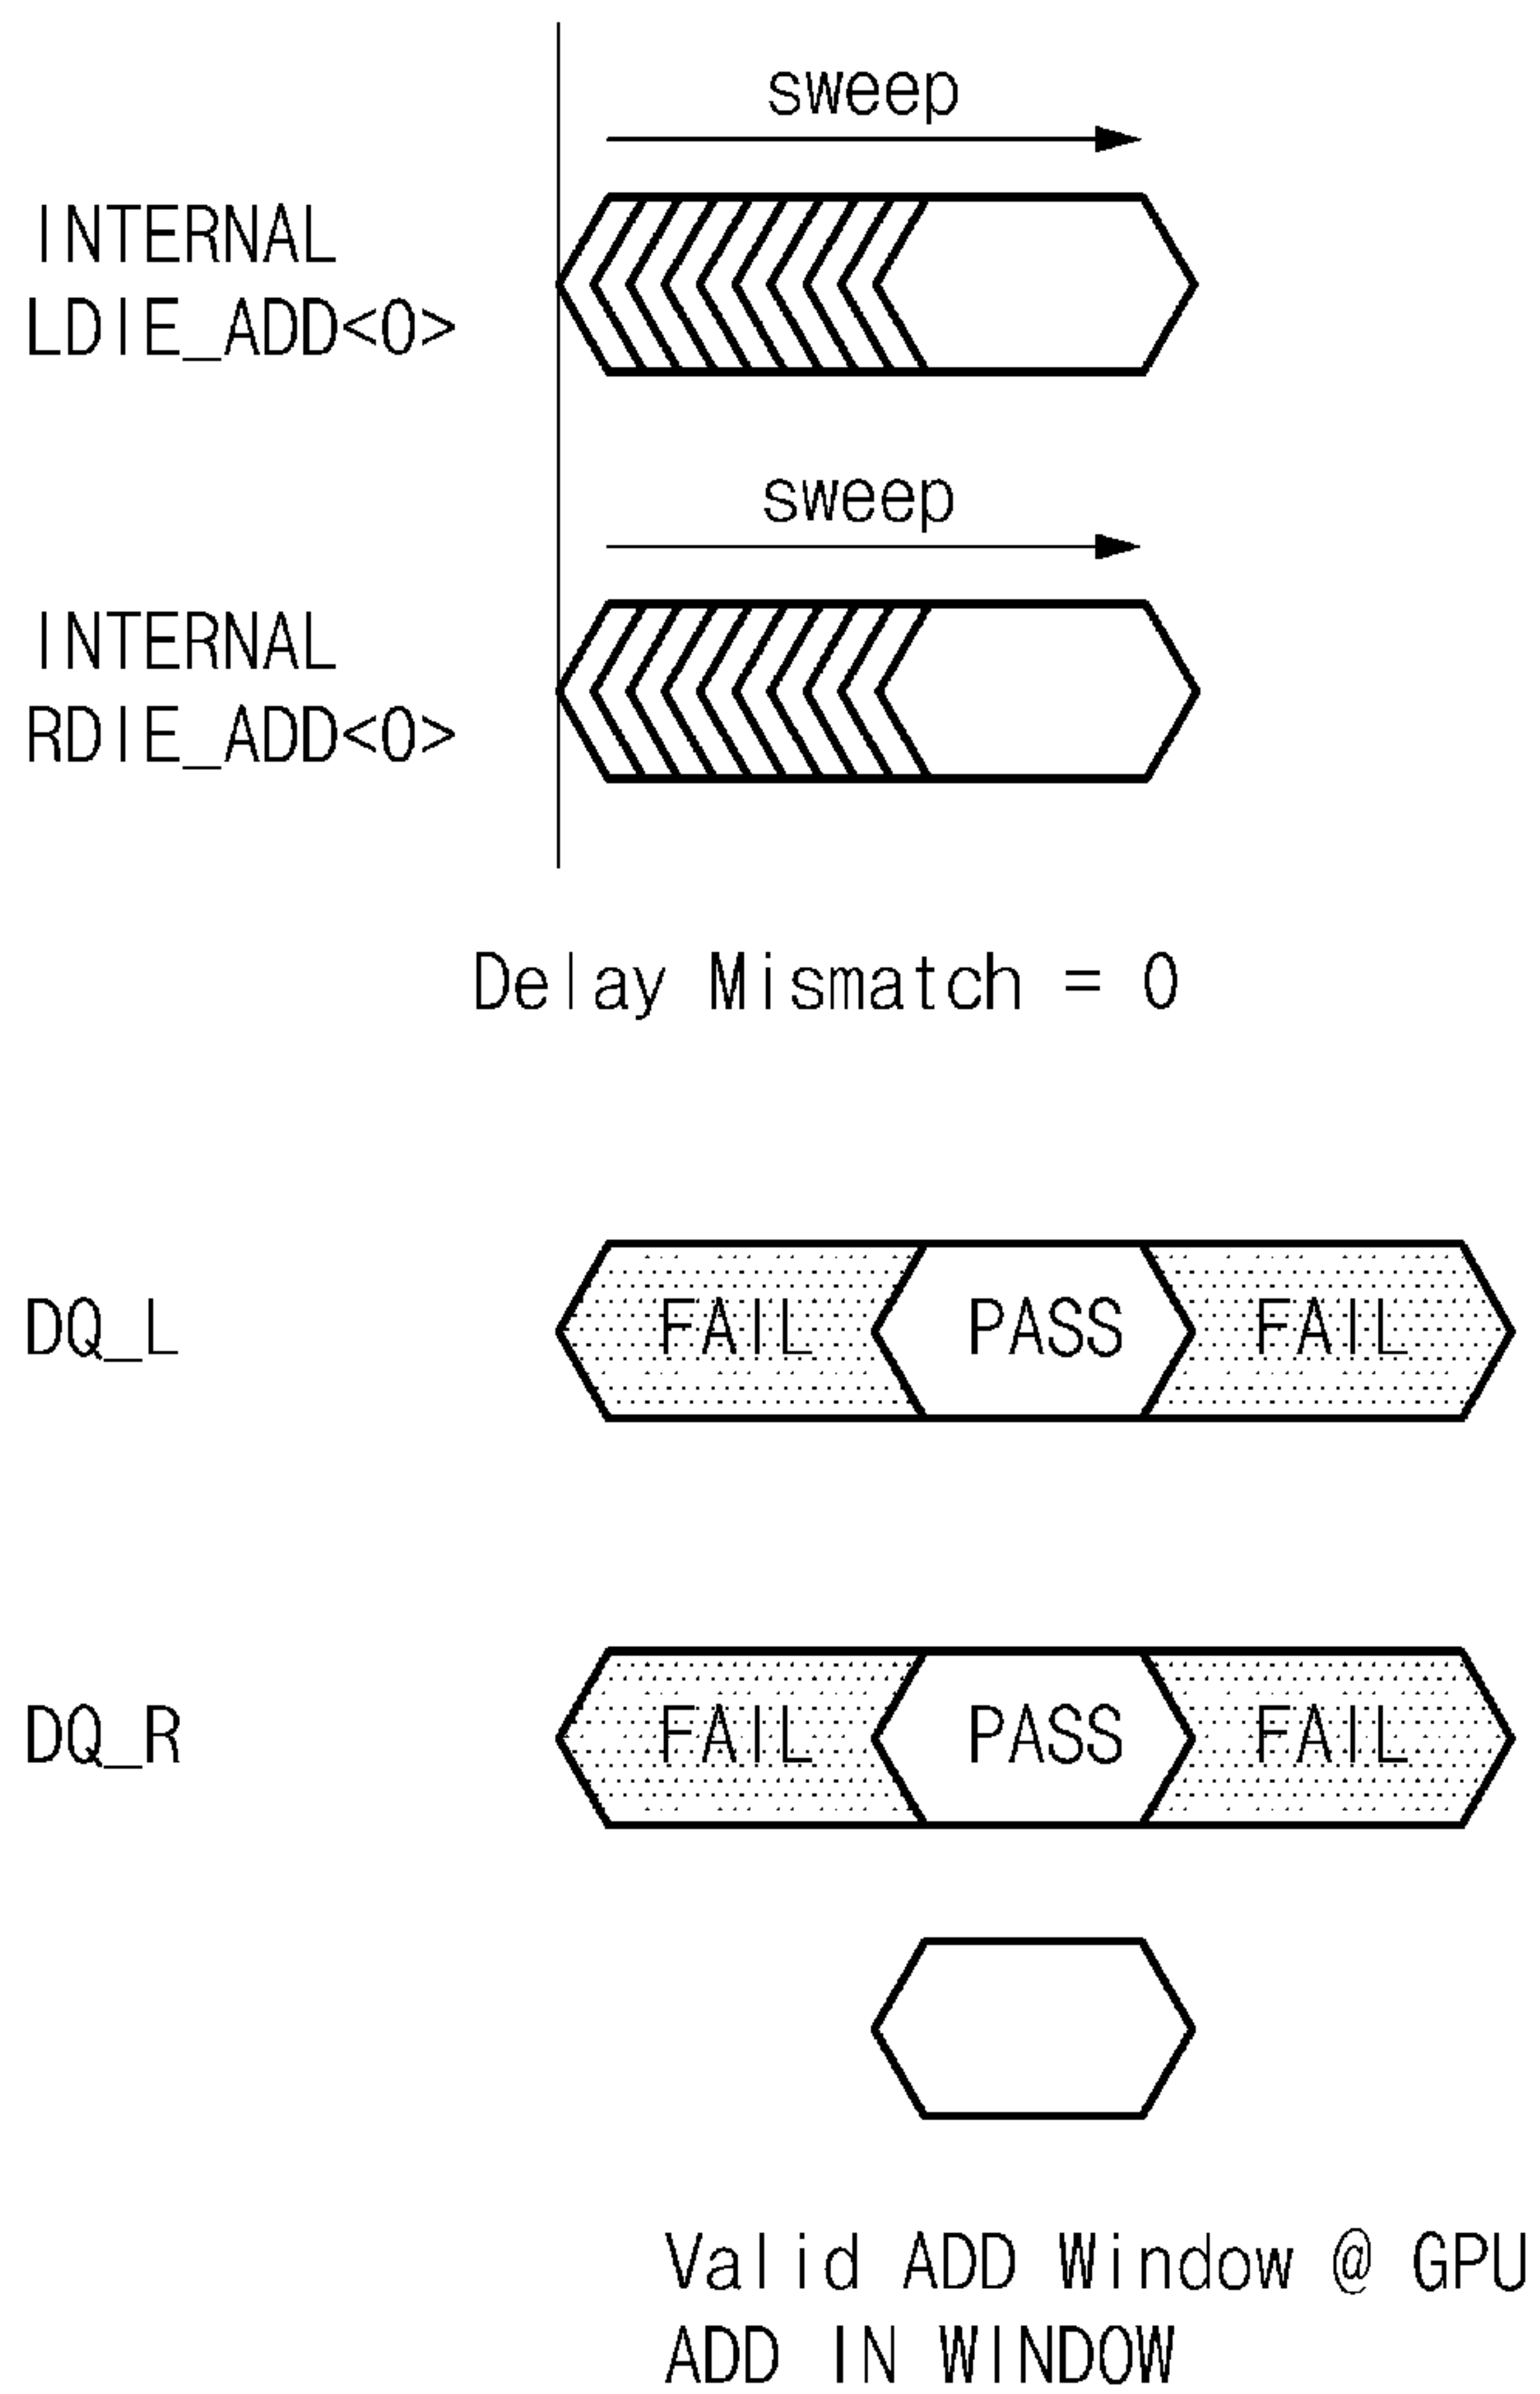 sweep
INTERNAL
LDIE_ADD<0>
sweep
INTERNAL
RDIE_ADD<0>
Delay Mismatch = 0
DQ_L FAIL PASS FAIL
DQ_R FAIL PASS FAIL
Valid ADD Window @ GPU
ADD IN WINDOW